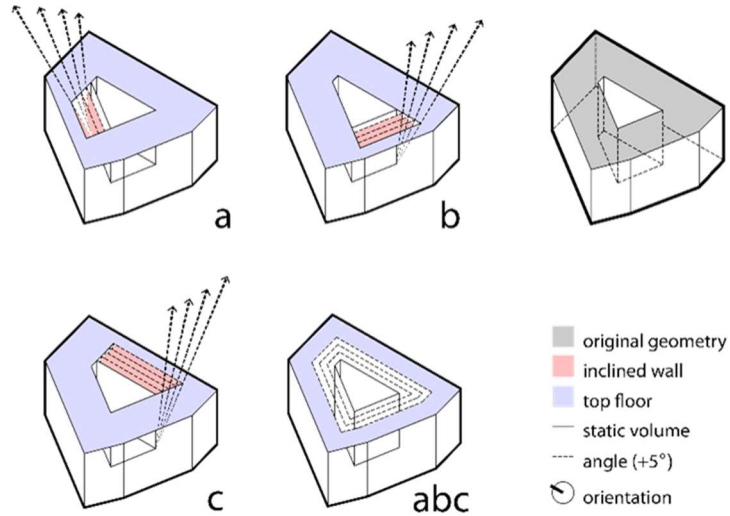 a
b
c
abc
original geometry
inclined wall
top floor
static volume
angle (+5°)
orientation